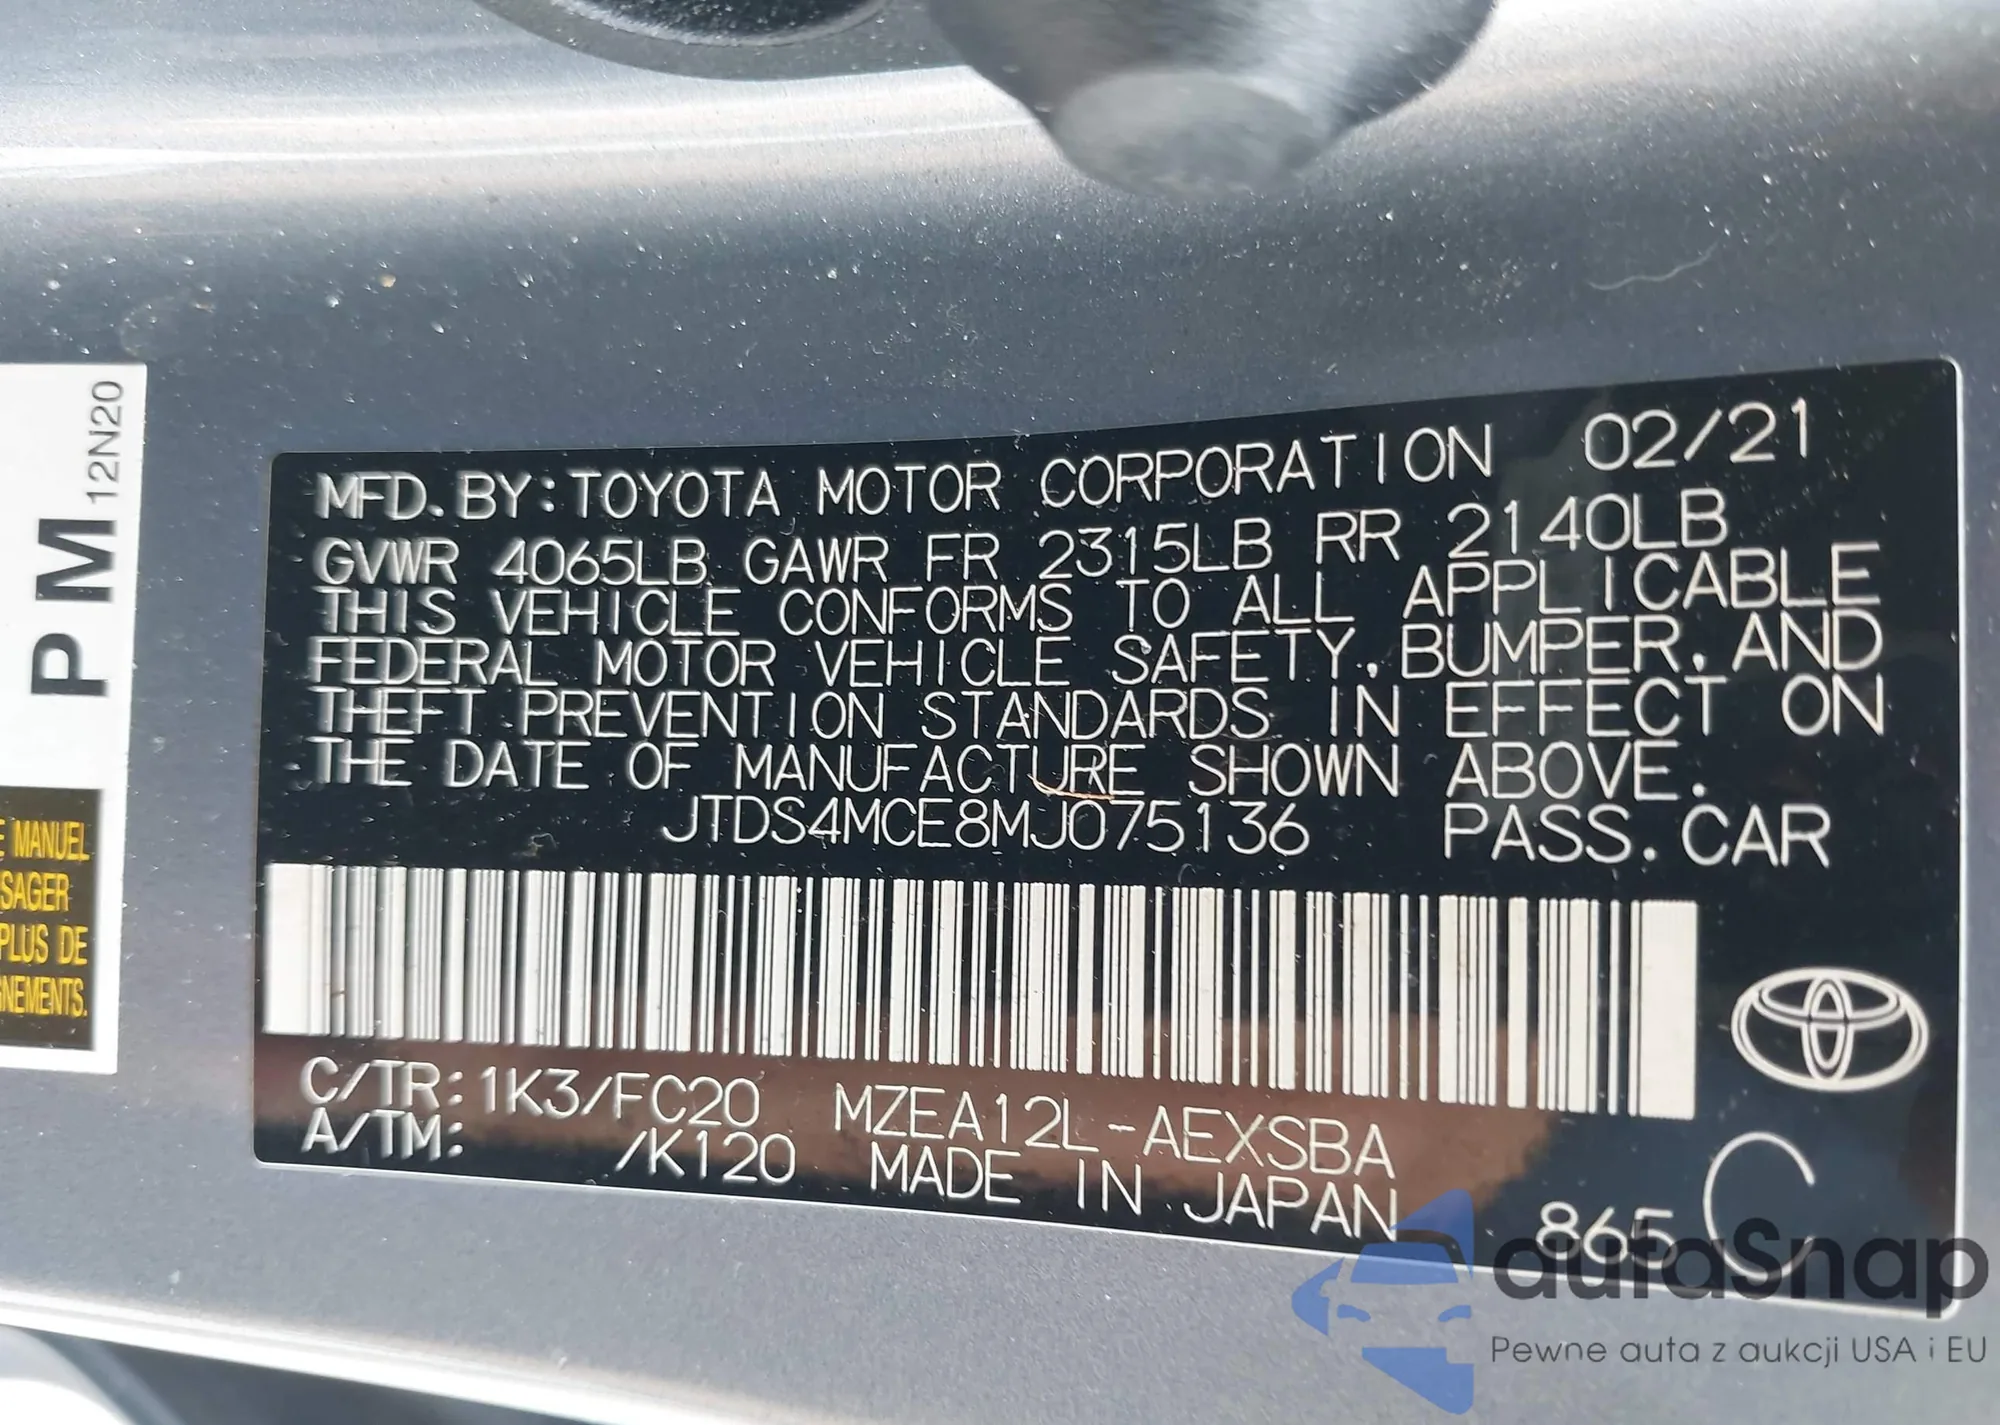 12N20
PM
E MANUEL
SAGER
PLUS DE
GNEMENTS.
MFD. BY: TOYOTA MOTOR CORPORATION 02/21
GVWR 4065LB GAWR FR 2315LB RR 2140LB
THIS VEHICLE CONFORMS TO ALL APPLICABLE
FEDERAL MOTOR VEHICLE SAFETY, BUMPER, AND
THEFT PREVENTION STANDARDS IN EFFECT ON
THE DATE OF MANUFACTURE SHOWN ABOVE.
JTDS4MCE8MJ075136 PASS. CAR
C/TR: 1K3/FC20 MZEA12L-AEXSBA
A/TM: /K120 MADE IN JAPAN
865 C
autaSnap
Pewne auta z aukcji USA i EU